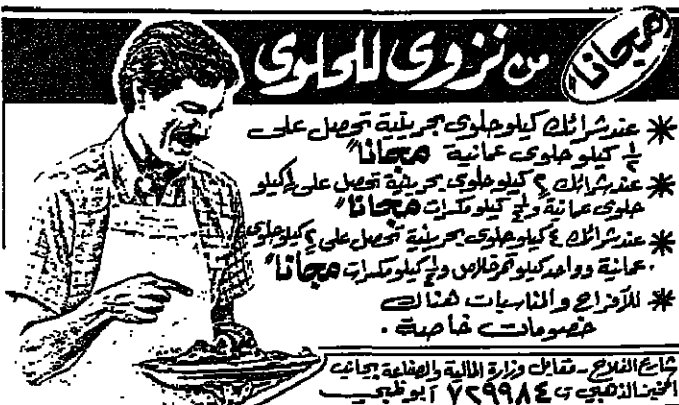 مجاناً من نزوى للحلوى
* عند شرائك كيلو حلوى بحرينية تحصل على
½ كيلو حلوى عمانية مجاناً
* عند شرائك ٢ كيلو حلوى بحرينية تحصل على ١ كيلو
حلوى عمانية و½ كيلو مكسرات مجاناً
* عند شرائك ٤ كيلو حلوى بحرينية تحصل على ٢ كيلو حلوى
عمانية وواحد كيلو تمر خلاص و½ كيلو مكسرات مجاناً
* للأفراح والمناسبات هناك
خصومات خاصة .
شارع الفلاح - مقابل وزارة المالية والصناعة بجانب
الذهبي ت ٧٢٩٩٨٤ أبوظبي